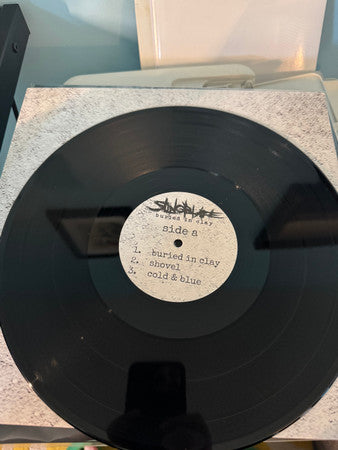 buried in clay
side a
1. buried in clay
2. shovel
3. cold & blue